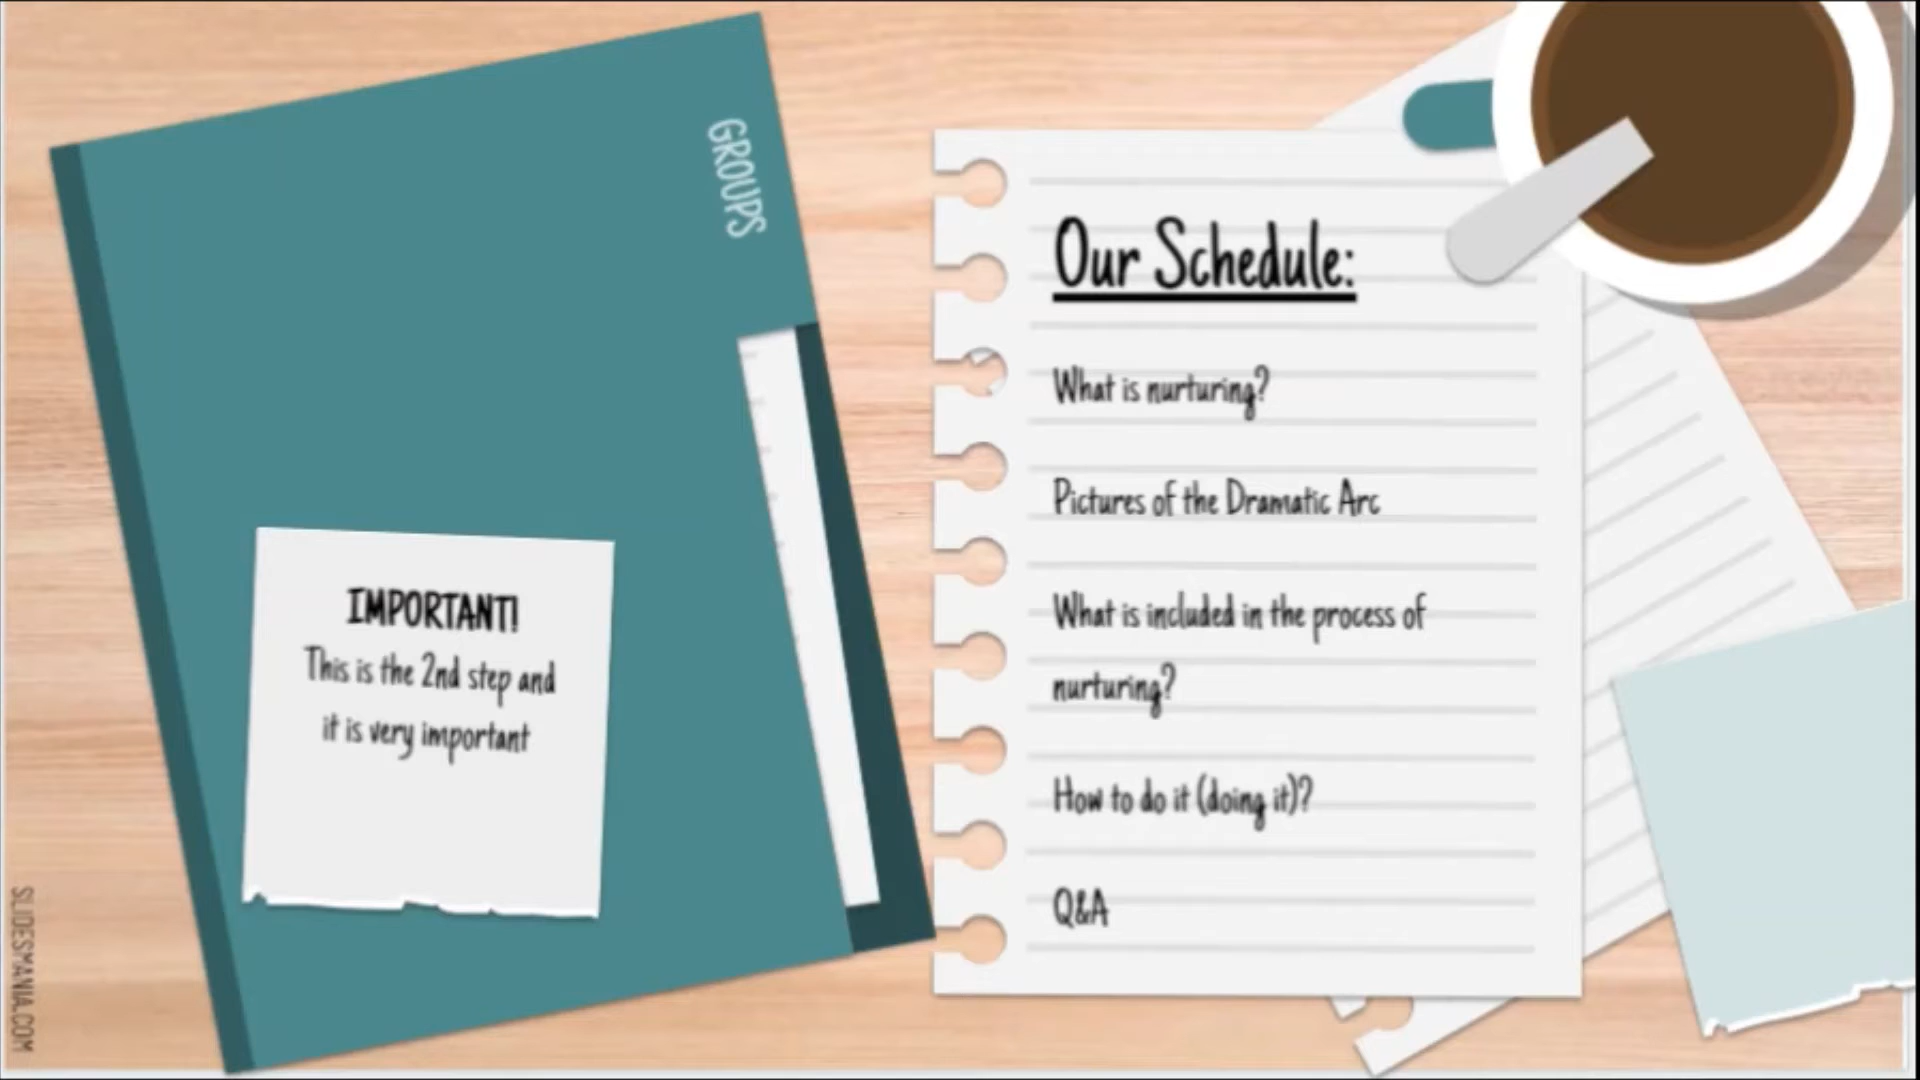 GROUPS
IMPORTANT!
This is the 2nd step and
it is very important
Our Schedule:
What is nurturing?
Pictures of the Dramatic Arc
What is included in the process of
nurturing?
How to do it (doing it)?
Q&A
SLIDESMANIA.COM